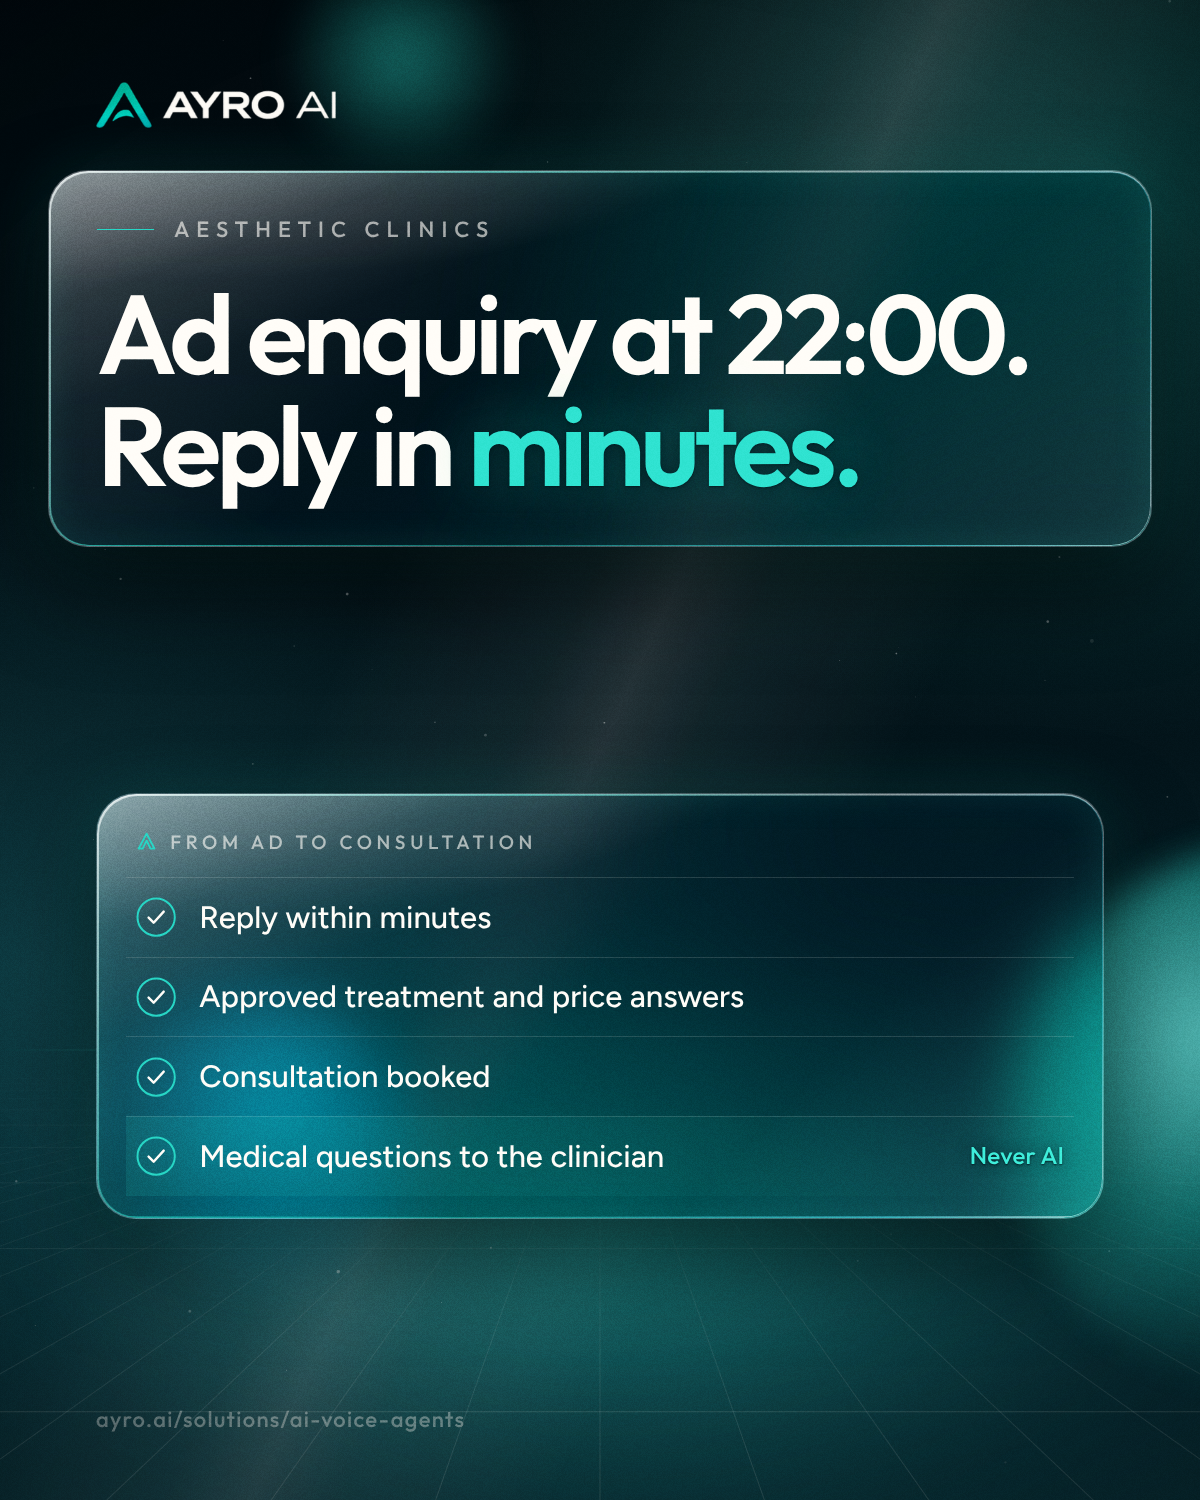 AYRO AI
AESTHETIC CLINICS
Ad enquiry at 22:00.
Reply in minutes.
FROM AD TO CONSULTATION
Reply within minutes
Approved treatment and price answers
Consultation booked
Medical questions to the clinician Never AI
ayro.ai/solutions/ai-voice-agents